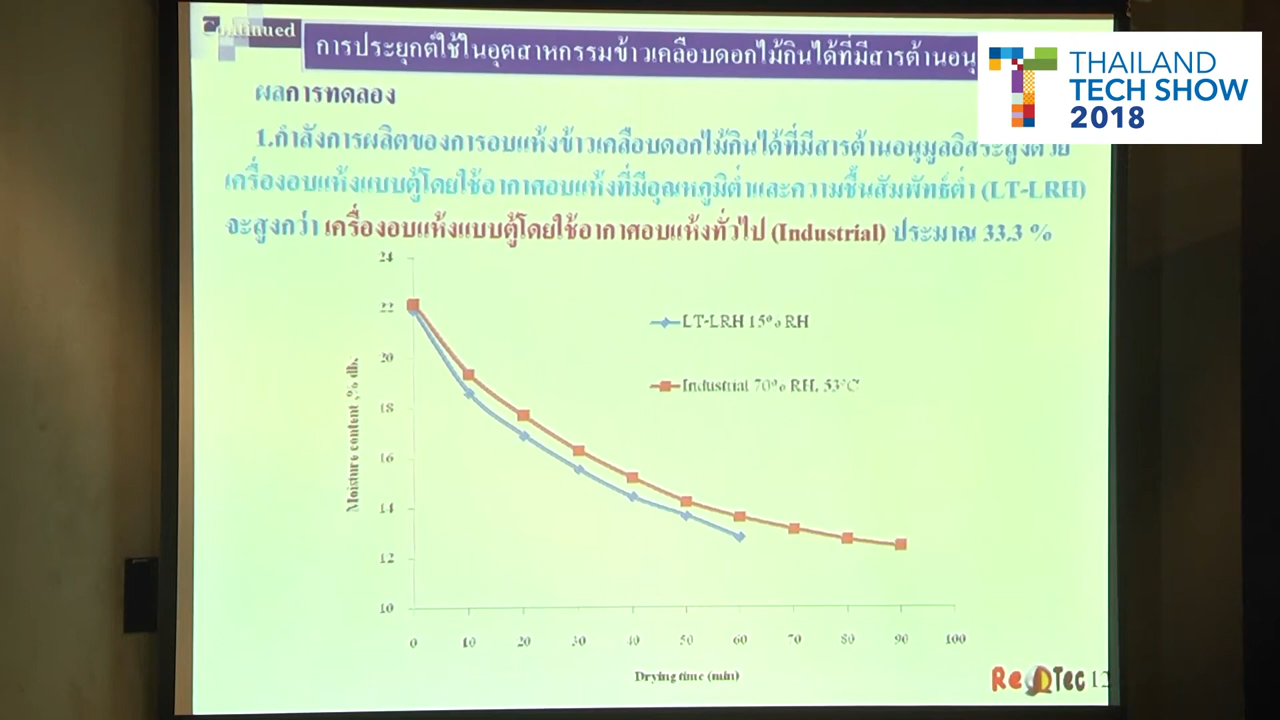 Continued
การประยุกต์ใช้ในอุตสาหกรรมข้าวเคลือบดอกไม้กินได้ที่มีสารต้านอนุ
THAILAND
TECH SHOW
2018
ผลการทดลอง
1.กำลังการผลิตของการอบแห้งข้าวเคลือบดอกไม้กินได้ที่มีสารต้านอนุมูลอิสระสูงด้วย
เครื่องอบแห้งแบบตู้โดยใช้อากาศอบแห้งที่มีอุณหภูมิต่ำและความชื้นสัมพัทธ์ต่ำ (LT-LRH)
จะสูงกว่า เครื่องอบแห้งแบบตู้โดยใช้อากาศอบแห้งทั่วไป (Industrial) ประมาณ 33.3 %
24
22
20
18
16
14
12
10
Moisture content ,% db.
LT-LRH 15% RH
Industrial 70% RH, 53°C
0 10 20 30 40 50 60 70 80 90 100
Drying time (min)
ReQTec 12